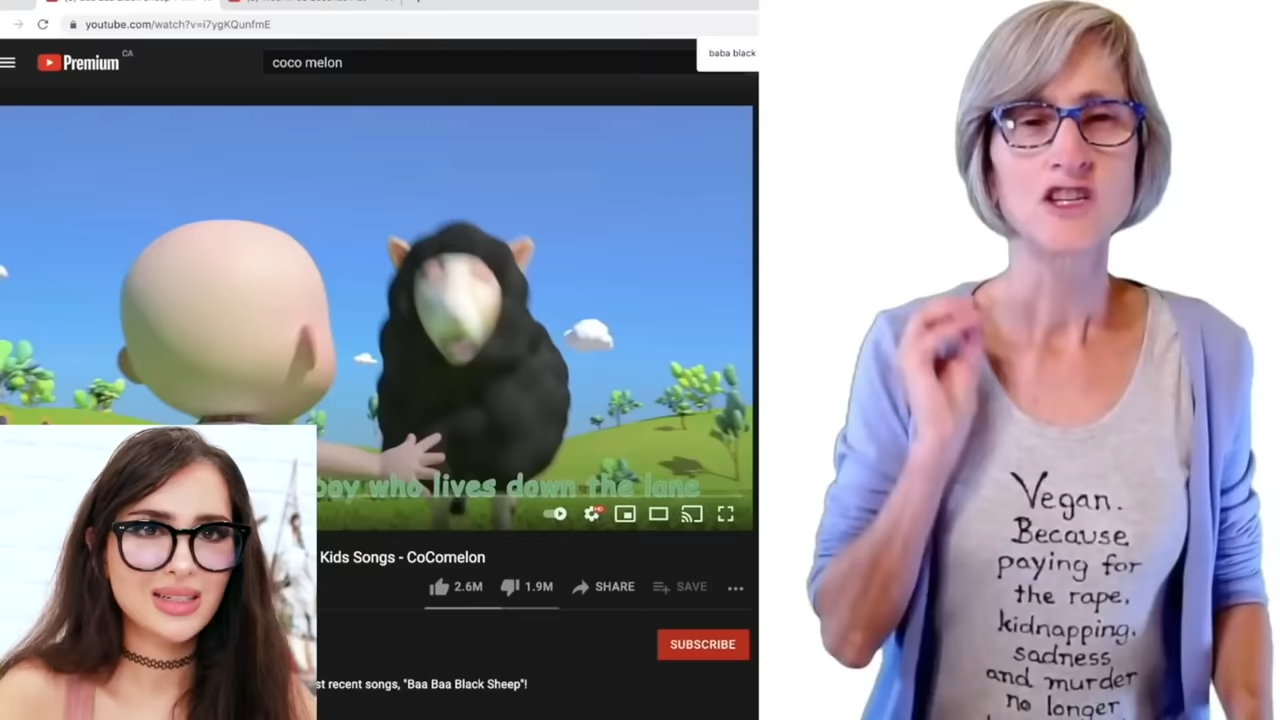 youtube.com/watch?v=i7ygKQunfmE
Premium CA
coco melon
baba black
boy who lives down the lane
Kids Songs - CoComelon
2.6M 1.9M SHARE SAVE
SUBSCRIBE
st recent songs, "Baa Baa Black Sheep"!
Vegan.
Because
paying for
the rape,
kidnapping,
sadness
and murder
no longer